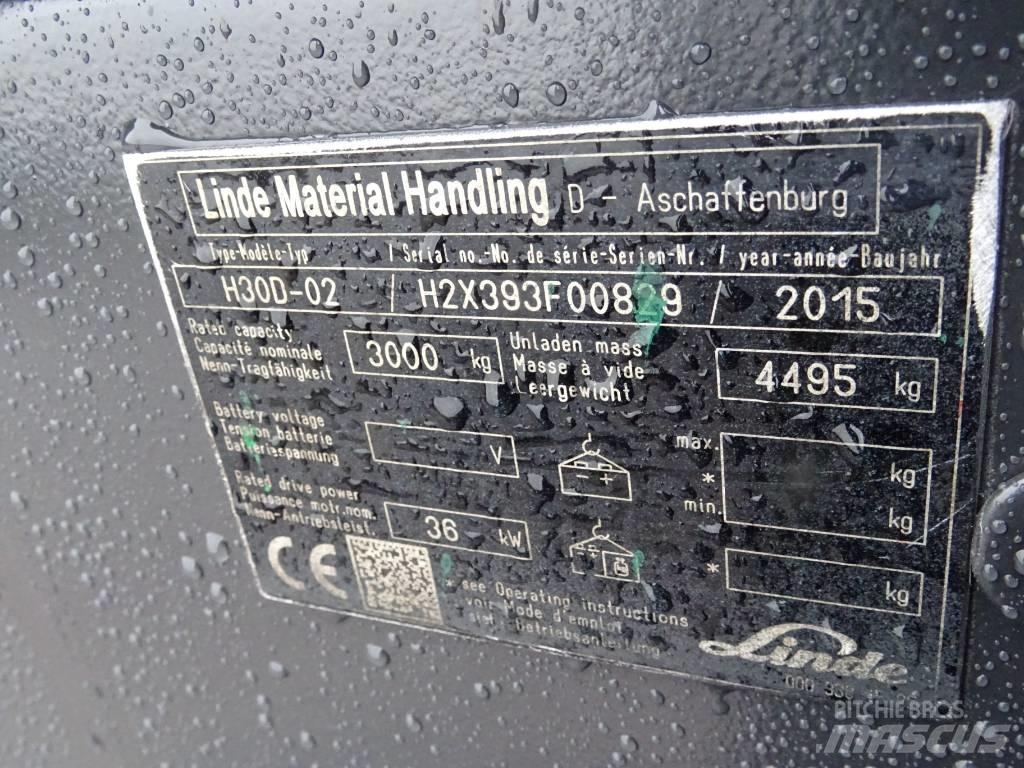 Linde Material Handling D - Aschaffenburg
Type-Modèle-Typ / Serial no.-No. de série-Serien-Nr. / year-année-Baujahr
H30D-02 / H2X393F00829 / 2015
Rated capacity
Capacité nominale
Nenn-Tragfähigkeit
3000 kg
Unladen mass
Masse à vide
Leergewicht
4495 kg
Battery voltage
Tension batterie
Batteriespannung
V
- +
max.
*
min.
kg
kg
Rated drive power
Puissance motr.nom.
Nenn-Antriebsleist.
36 kW
*
kg
CE
* see Operating instructions
voir Mode d'emploi
Betriebsanleitung
Linde
000
RITCHIE BROS.
MASCUS